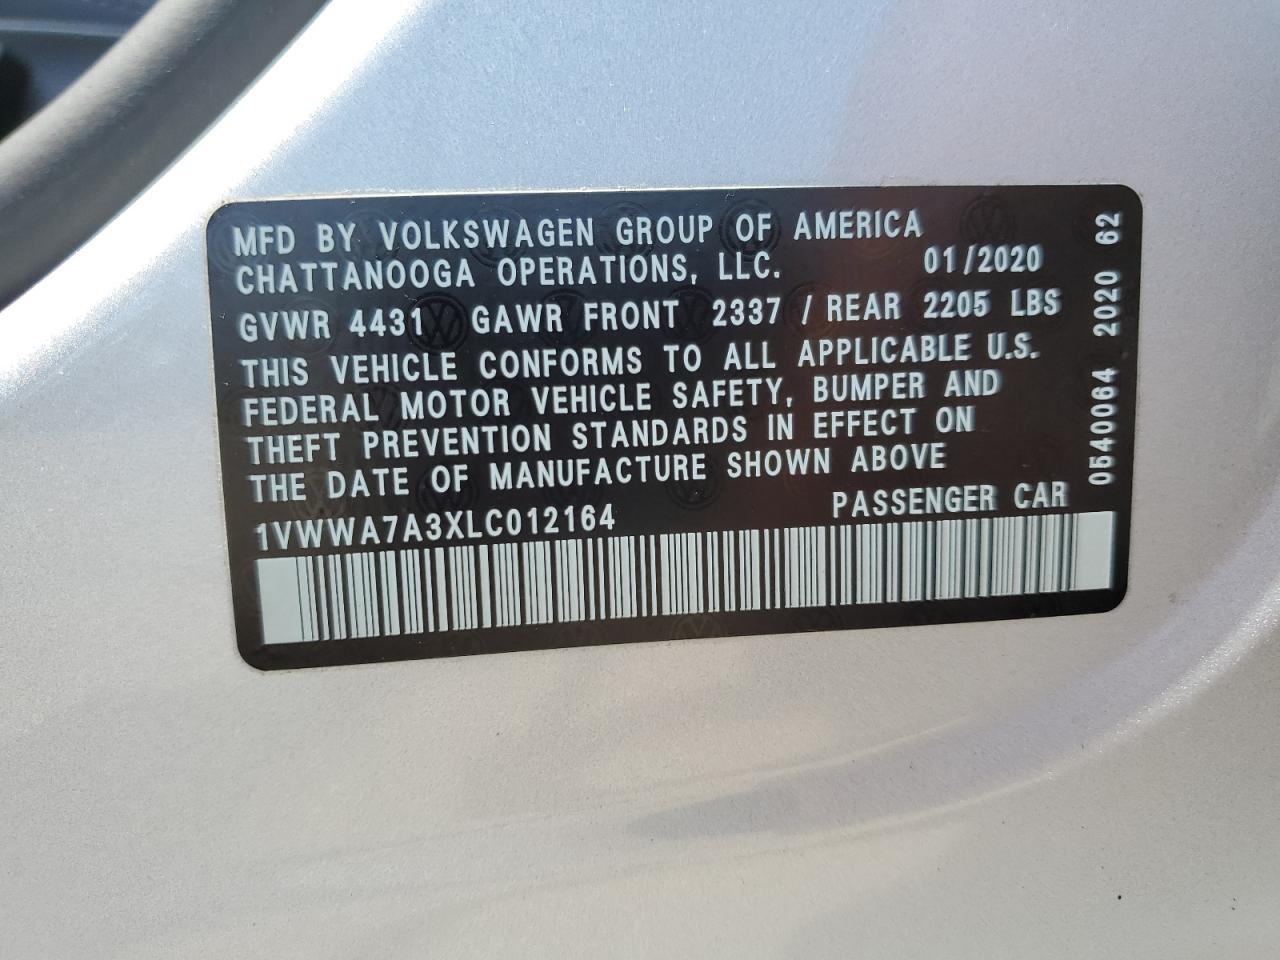 MFD BY VOLKSWAGEN GROUP OF AMERICA
CHATTANOOGA OPERATIONS, LLC. 01/2020
GVWR 4431 GAWR FRONT 2337 / REAR 2205 LBS
THIS VEHICLE CONFORMS TO ALL APPLICABLE U.S.
FEDERAL MOTOR VEHICLE SAFETY, BUMPER AND
THEFT PREVENTION STANDARDS IN EFFECT ON
THE DATE OF MANUFACTURE SHOWN ABOVE
1VWWA7A3XLC012164 PASSENGER CAR
0540064 2020 62